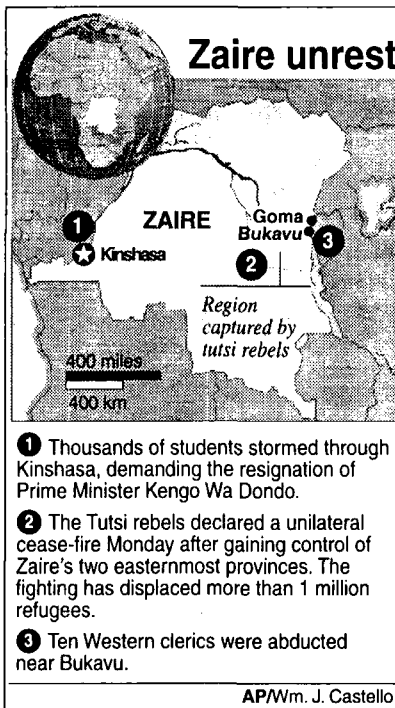 Zaire unrest
ZAIRE
Goma
Bukavu
1
3
Kinshasa
2
Region
captured by
tutsi rebels
400 miles
400 km
1 Thousands of students stormed through
Kinshasa, demanding the resignation of
Prime Minister Kengo Wa Dondo.
2 The Tutsi rebels declared a unilateral
cease-fire Monday after gaining control of
Zaire's two easternmost provinces. The
fighting has displaced more than 1 million
refugees.
3 Ten Western clerics were abducted
near Bukavu.
AP/Wm. J. Castello